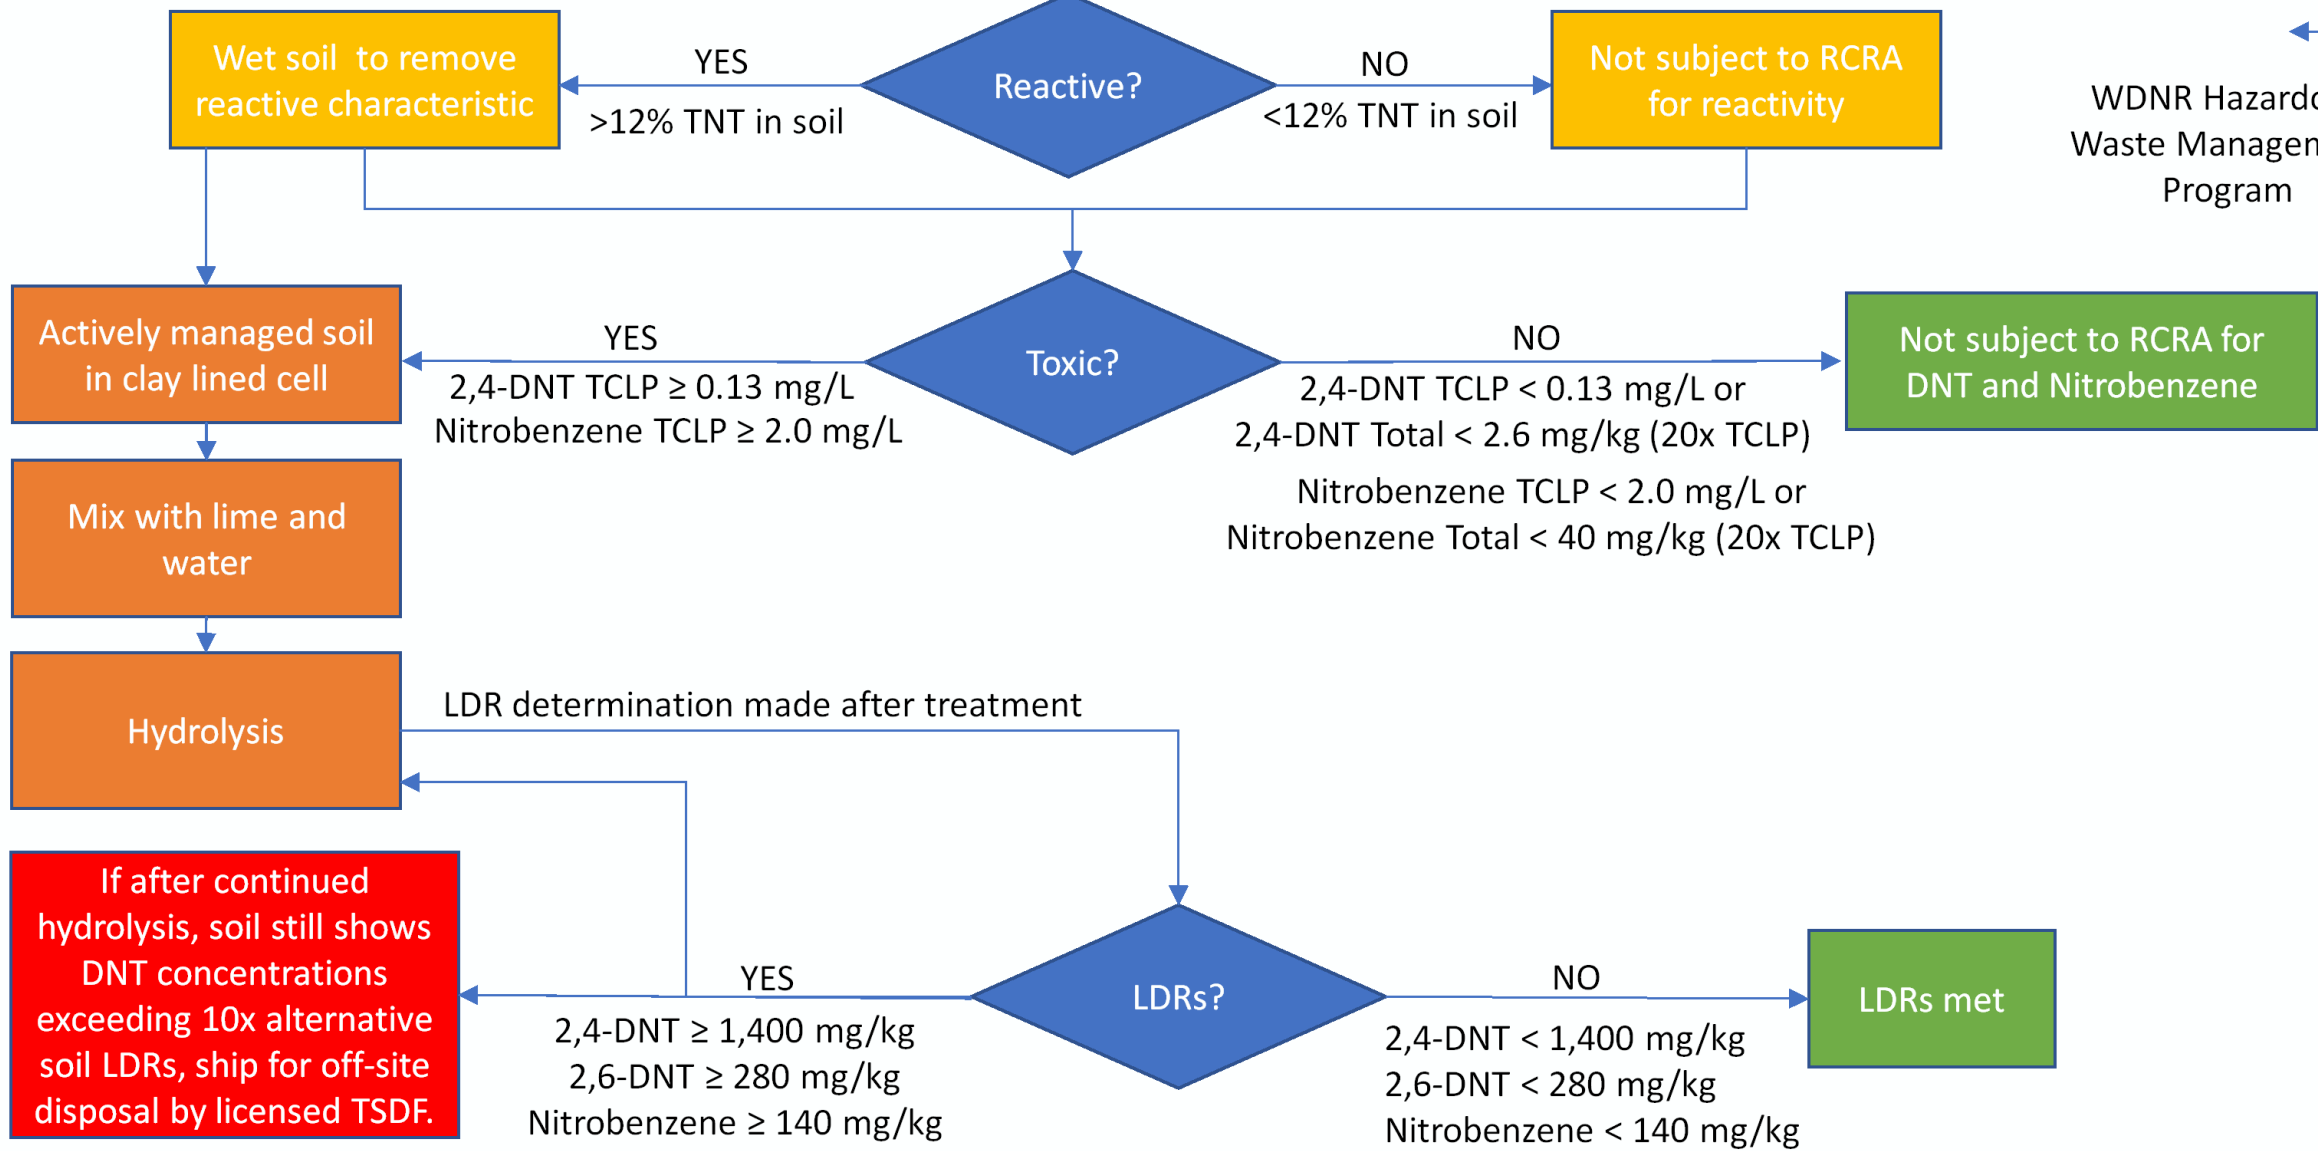 Wet soil to remove
reactive characteristic
YES
>12% TNT in soil
Reactive?
NO
<12% TNT in soil
Not subject to RCRA
for reactivity
WDNR
Waste
Program
Actively managed soil
in clay lined cell
YES
2,4-DNT TCLP ≥ 0.13 mg/L
Nitrobenzene TCLP ≥ 2.0 mg/L
Toxic?
NO
2,4-DNT TCLP < 0.13 mg/L or
2,4-DNT Total < 2.6 mg/kg (20x TCLP)
Nitrobenzene TCLP < 2.0 mg/L or
Nitrobenzene Total < 40 mg/kg (20x TCLP)
Not subject to RCRA for
DNT and Nitrobenzene
Mix with lime and
water
Hydrolysis
LDR determination made after treatment
If after continued
hydrolysis, soil still shows
DNT concentrations
exceeding 10x alternative
soil LDRs, ship for off-site
disposal by licensed TSDF.
YES
2,4-DNT ≥ 1,400 mg/kg
2,6-DNT ≥ 280 mg/kg
Nitrobenzene ≥ 140 mg/kg
LDRs?
NO
2,4-DNT < 1,400 mg/kg
2,6-DNT < 280 mg/kg
Nitrobenzene < 140 mg/kg
LDRs met